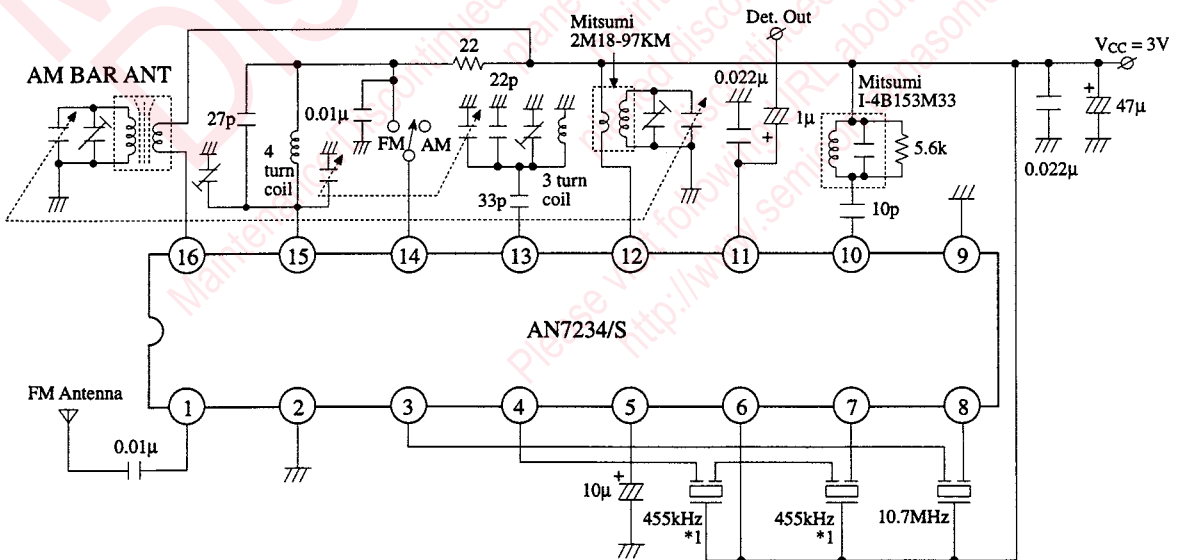 Mitsumi
2M18-97KM
Det. Out
VCC = 3V
AM BAR ANT
22
22p
0.022μ
Mitsumi
I-4B153M33
27p
0.01μ
FM
AM
1μ
47μ
4
turn
coil
5.6k
0.022μ
33p
3 turn
coil
10p
16
15
14
13
12
11
10
9
AN7234/S
FM Antenna
1
2
3
4
5
6
7
8
0.01μ
10μ
455kHz
*1
455kHz
*1
10.7MHz
+
+
+